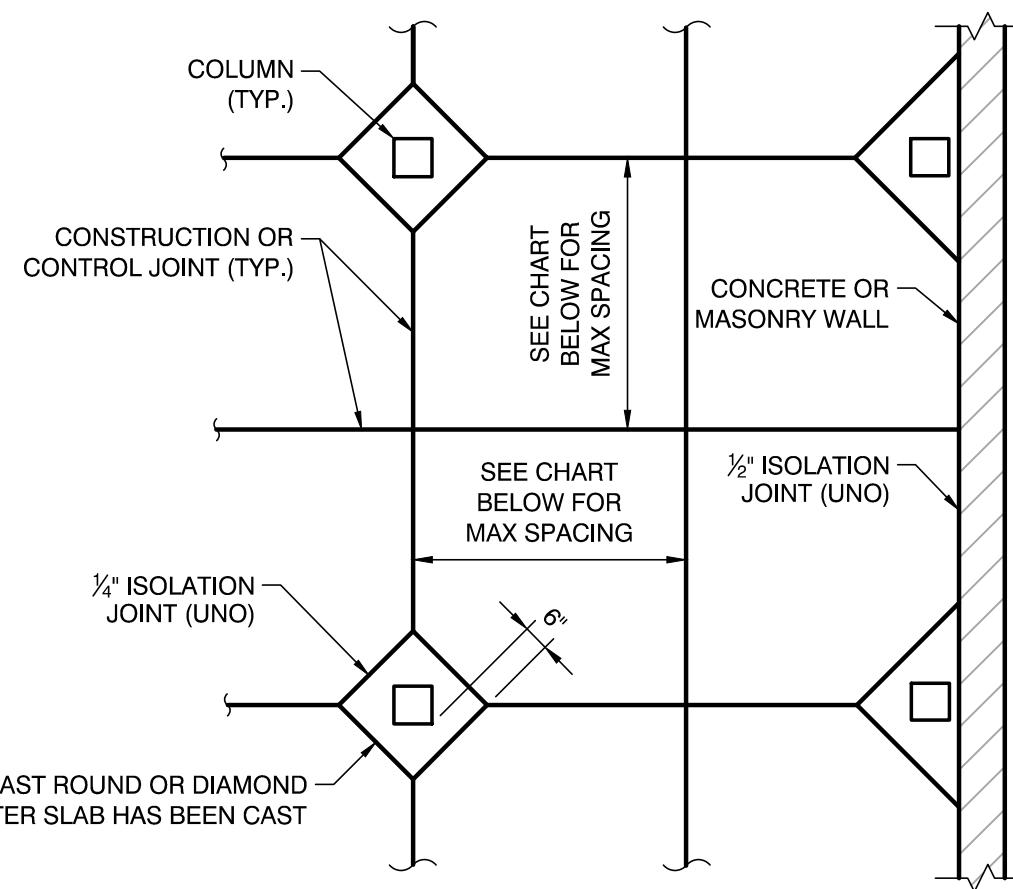 COLUMN
(TYP.)
CONSTRUCTION OR
CONTROL JOINT (TYP.)
SEE CHART
BELOW FOR
MAX SPACING
CONCRETE OR
MASONRY WALL
SEE CHART
BELOW FOR
MAX SPACING
½" ISOLATION
JOINT (UNO)
¼" ISOLATION
JOINT (UNO)
6"
ROUND OR DIAMOND
SLAB HAS BEEN CAST